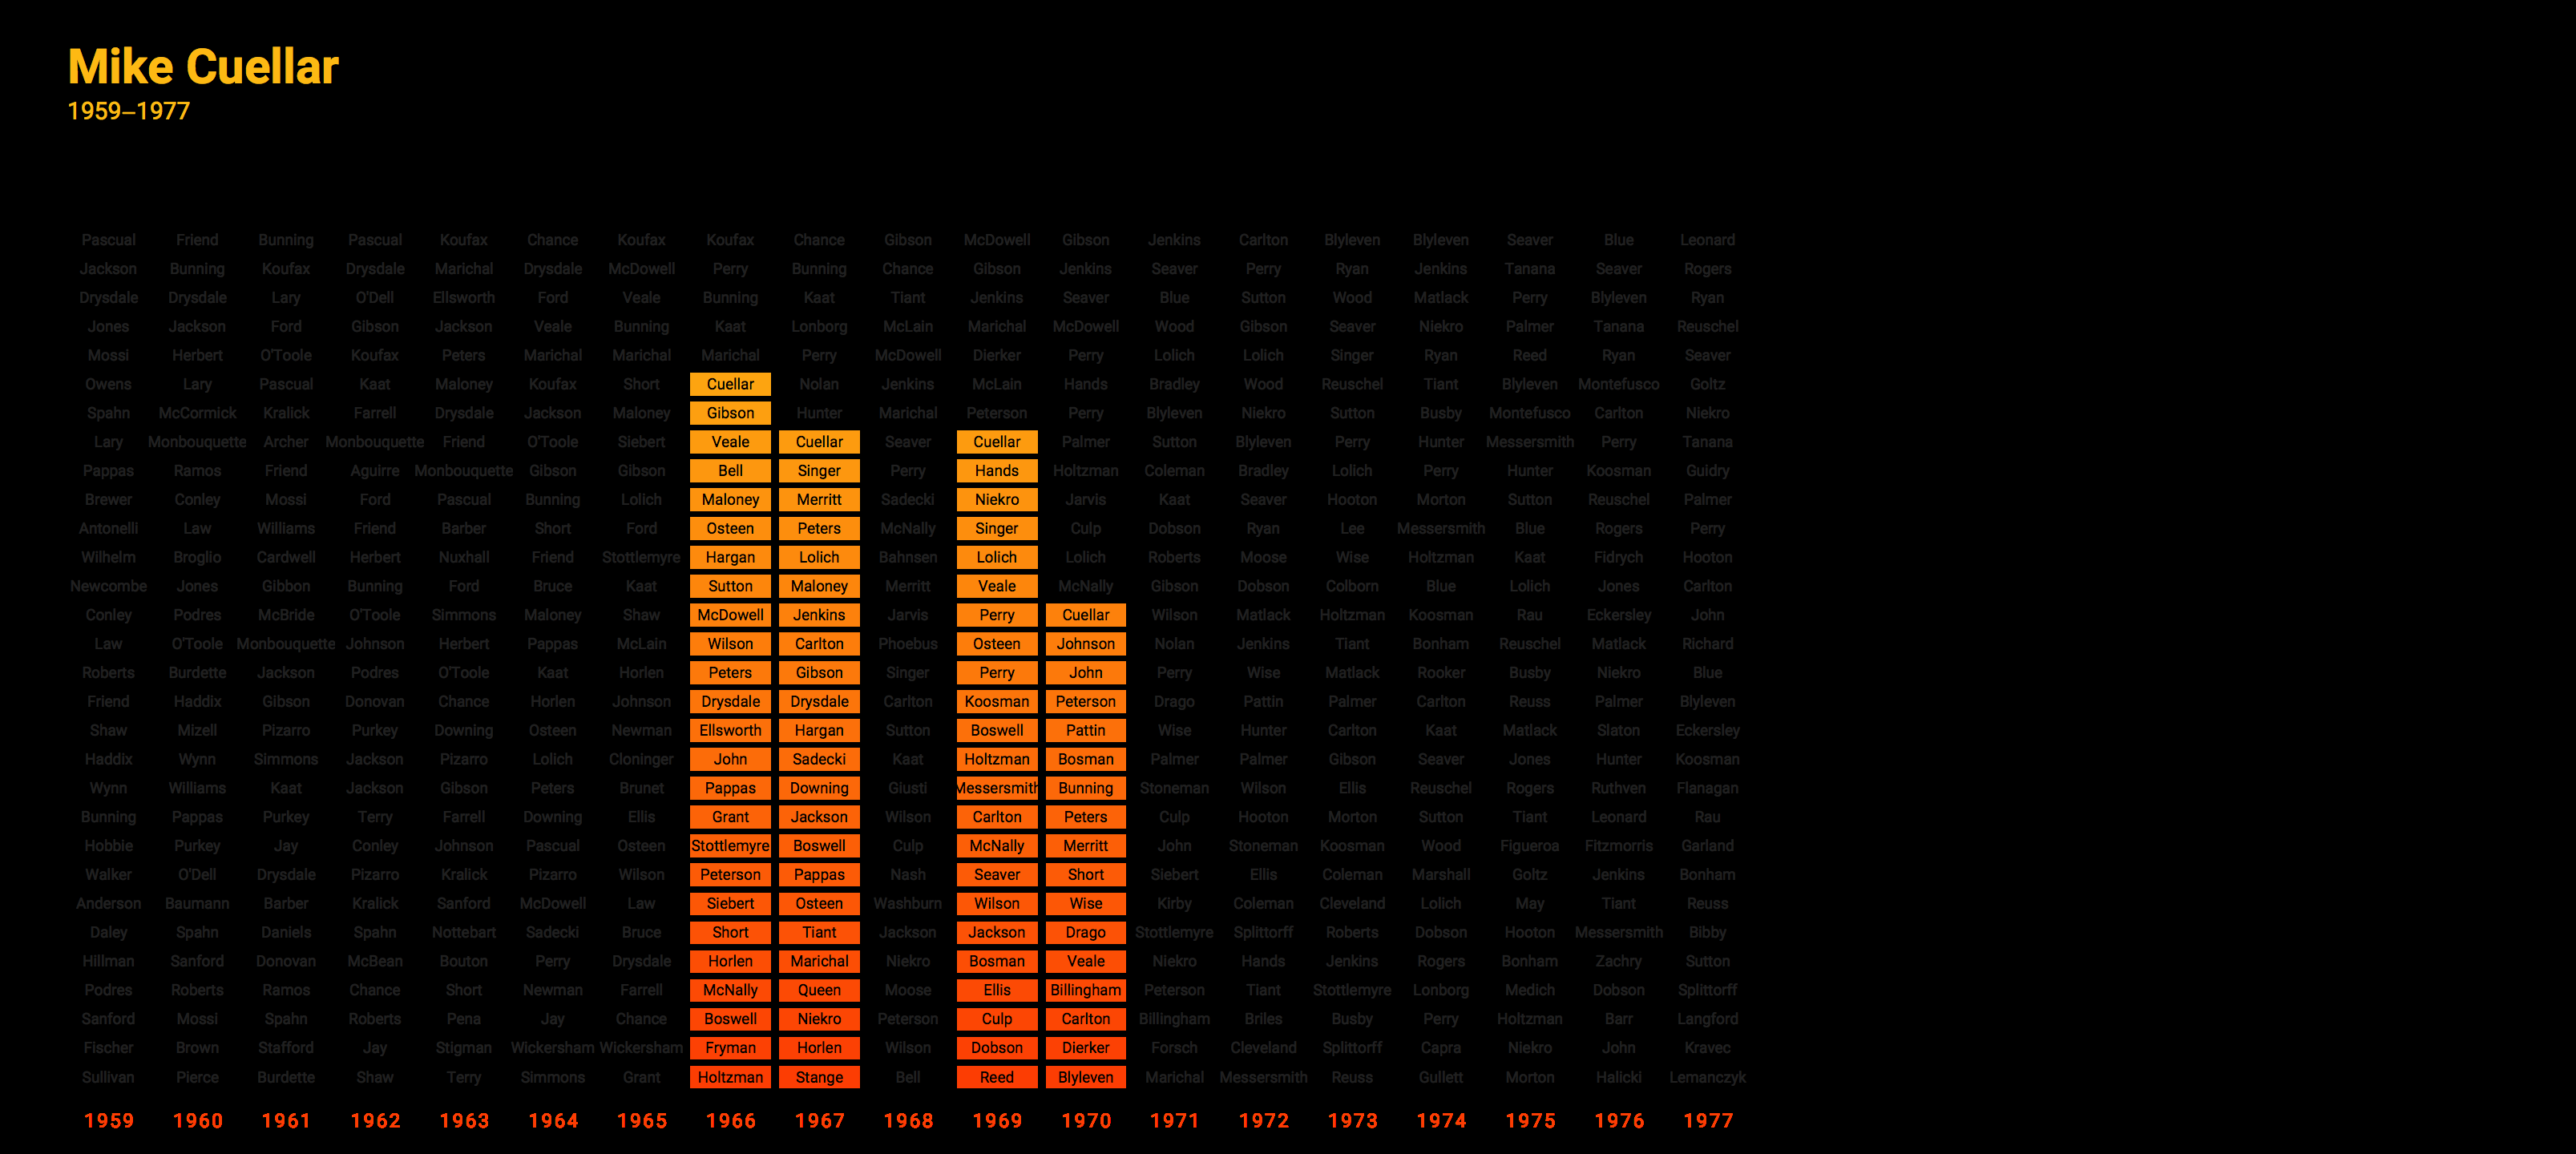 Mike Cuellar
1959–1977
Pascual Friend Bunning Pascual Koufax Chance Koufax Koufax Chance Gibson McDowell Gibson Jenkins Carlton Blyleven Blyleven Seaver Blue Leonard
Jackson Bunning Koufax Drysdale Marichal Drysdale McDowell Perry Bunning Chance Gibson Jenkins Seaver Perry Ryan Jenkins Tanana Seaver Rogers
Drysdale Drysdale Lary O'Dell Ellsworth Ford Veale Bunning Kaat Tiant Jenkins Seaver Blue Sutton Wood Matlack Perry Blyleven Ryan
Jones Jackson Ford Gibson Jackson Veale Bunning Kaat Lonborg McLain Marichal McDowell Wood Gibson Seaver Niekro Palmer Tanana Reuschel
Mossi Herbert O'Toole Koufax Peters Marichal Marichal Marichal Perry McDowell Dierker Perry Lolich Lolich Singer Ryan Reed Ryan Seaver
Owens Lary Pascual Kaat Maloney Koufax Short Cuellar Nolan Jenkins McLain Hands Bradley Wood Reuschel Tiant Blyleven Montefusco Goltz
Spahn McCormick Kralick Farrell Drysdale Jackson Maloney Gibson Hunter Marichal Peterson Perry Blyleven Niekro Sutton Busby Montefusco Carlton Niekro
Lary Monbouquette Archer Monbouquette Friend O'Toole Siebert Veale Cuellar Seaver Cuellar Palmer Sutton Blyleven Perry Hunter Messersmith Perry Tanana
Pappas Ramos Friend Aguirre Monbouquette Gibson Gibson Bell Singer Perry Hands Holtzman Coleman Bradley Lolich Perry Hunter Koosman Guidry
Brewer Conley Mossi Ford Pascual Bunning Lolich Maloney Merritt Sadecki Niekro Jarvis Kaat Seaver Hooton Morton Sutton Reuschel Palmer
Antonelli Law Williams Friend Barber Short Ford Osteen Peters McNally Singer Culp Dobson Ryan Lee Messersmith Blue Rogers Perry
Wilhelm Broglio Cardwell Herbert Nuxhall Friend Stottlemyre Hargan Lolich Bahnsen Lolich Lolich Roberts Moose Wise Holtzman Kaat Fidrych Hooton
Newcombe Jones Gibbon Bunning Ford Bruce Kaat Sutton Maloney Merritt Veale McNally Gibson Dobson Colborn Blue Lolich Jones Carlton
Conley Podres McBride O'Toole Simmons Maloney Shaw McDowell Jenkins Jarvis Perry Cuellar Wilson Matlack Holtzman Koosman Rau Eckersley John
Law O'Toole Monbouquette Johnson Herbert Pappas McLain Wilson Carlton Phoebus Osteen Johnson Nolan Jenkins Tiant Bonham Reuschel Matlack Richard
Roberts Burdette Jackson Podres O'Toole Kaat Horlen Peters Gibson Singer Perry John Perry Wise Matlack Rooker Busby Niekro Blue
Friend Haddix Gibson Donovan Chance Horlen Johnson Drysdale Drysdale Carlton Koosman Peterson Drago Pattin Palmer Carlton Reuss Palmer Blyleven
Shaw Mizell Pizarro Purkey Downing Osteen Newman Ellsworth Hargan Sutton Boswell Pattin Wise Hunter Carlton Kaat Matlack Slaton Eckersley
Haddix Wynn Simmons Jackson Pizarro Lolich Cloninger John Sadecki Kaat Holtzman Bosman Palmer Palmer Gibson Seaver Jones Hunter Koosman
Wynn Williams Kaat Jackson Gibson Peters Brunet Pappas Downing Giusti Messersmith Bunning Stoneman Wilson Ellis Reuschel Rogers Ruthven Flanagan
Bunning Pappas Purkey Terry Farrell Downing Ellis Grant Jackson Wilson Carlton Peters Culp Hooton Morton Sutton Tiant Leonard Rau
Hobbie Purkey Jay Conley Johnson Pascual Osteen Stottlemyre Boswell Culp McNally Merritt John Stoneman Koosman Wood Figueroa Fitzmorris Garland
Walker O'Dell Drysdale Pizarro Kralick Pizarro Wilson Peterson Pappas Nash Seaver Short Siebert Ellis Coleman Marshall Goltz Jenkins Bonham
Anderson Baumann Barber Kralick Sanford McDowell Law Siebert Osteen Washburn Wilson Wise Kirby Coleman Cleveland Lolich May Tiant Reuss
Daley Spahn Daniels Spahn Nottebart Sadecki Bruce Short Tiant Jackson Jackson Drago Stottlemyre Splittorff Roberts Dobson Hooton Messersmith Bibby
Hillman Sanford Donovan McBean Bouton Perry Drysdale Horlen Marichal Niekro Bosman Veale Niekro Hands Jenkins Rogers Bonham Zachry Sutton
Podres Roberts Ramos Chance Short Newman Farrell McNally Queen Moose Ellis Billingham Peterson Tiant Stottlemyre Lonborg Medich Dobson Splittorff
Sanford Mossi Spahn Roberts Pena Jay Chance Boswell Niekro Peterson Culp Carlton Billingham Briles Busby Perry Holtzman Barr Langford
Fischer Brown Stafford Jay Stigman Wickersham Wickersham Fryman Horlen Wilson Dobson Dierker Forsch Cleveland Splittorff Capra Niekro John Kravec
Sullivan Pierce Burdette Shaw Terry Simmons Grant Holtzman Stange Bell Reed Blyleven Marichal Messersmith Reuss Gullett Morton Halicki Lemanczyk
1959 1960 1961 1962 1963 1964 1965 1966 1967 1968 1969 1970 1971 1972 1973 1974 1975 1976 1977